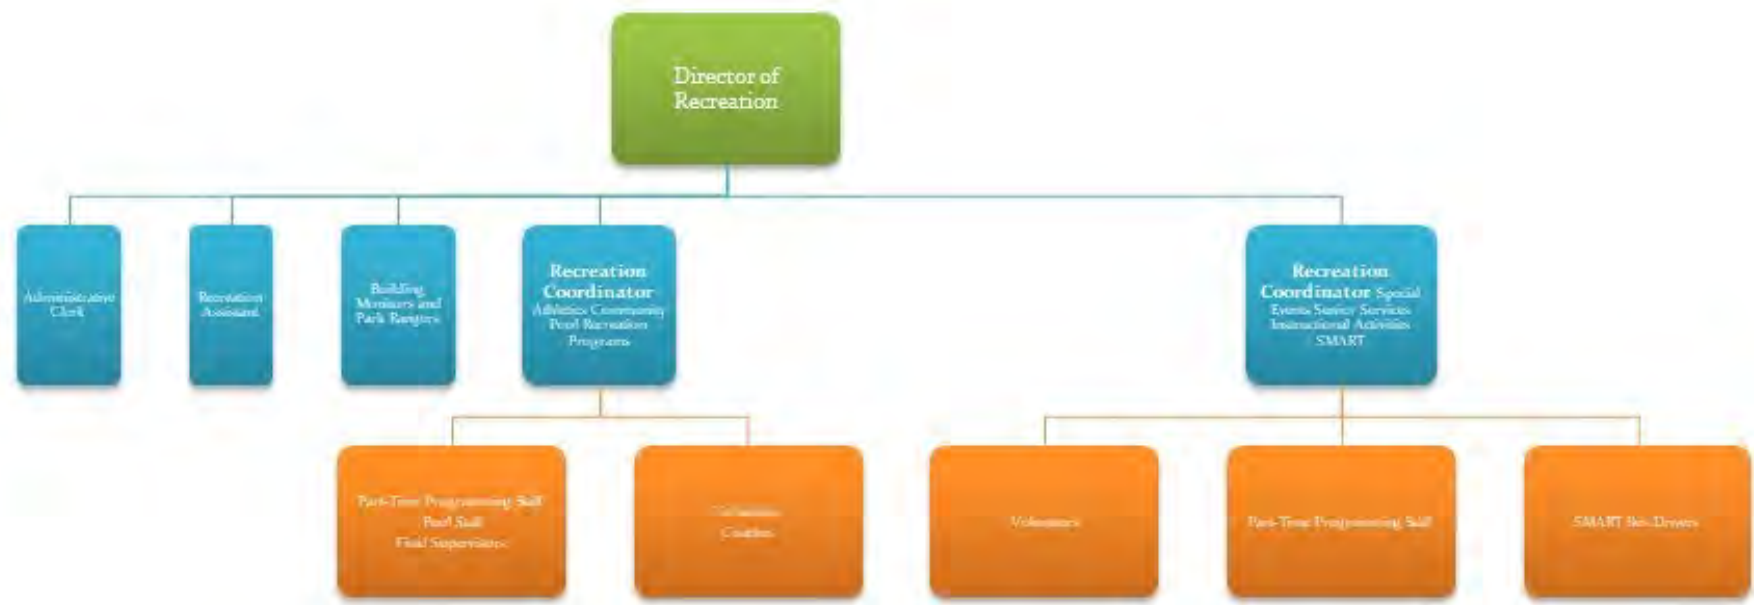 Director of
Recreation
Administrative
Clerk
Recreation
Assistant
Building
Monitors and
Park Rangers
Recreation
Coordinator
Athletics Community
Pool Recreation
Programs
Recreation
Coordinator Special
Events Senior Services
Instructional Activities
SMART
Part-Time Programming Staff
Pool Staff
Field Supervisors
Coaches
Volunteers
Part-Time Programming Staff
SMART Bus Drivers